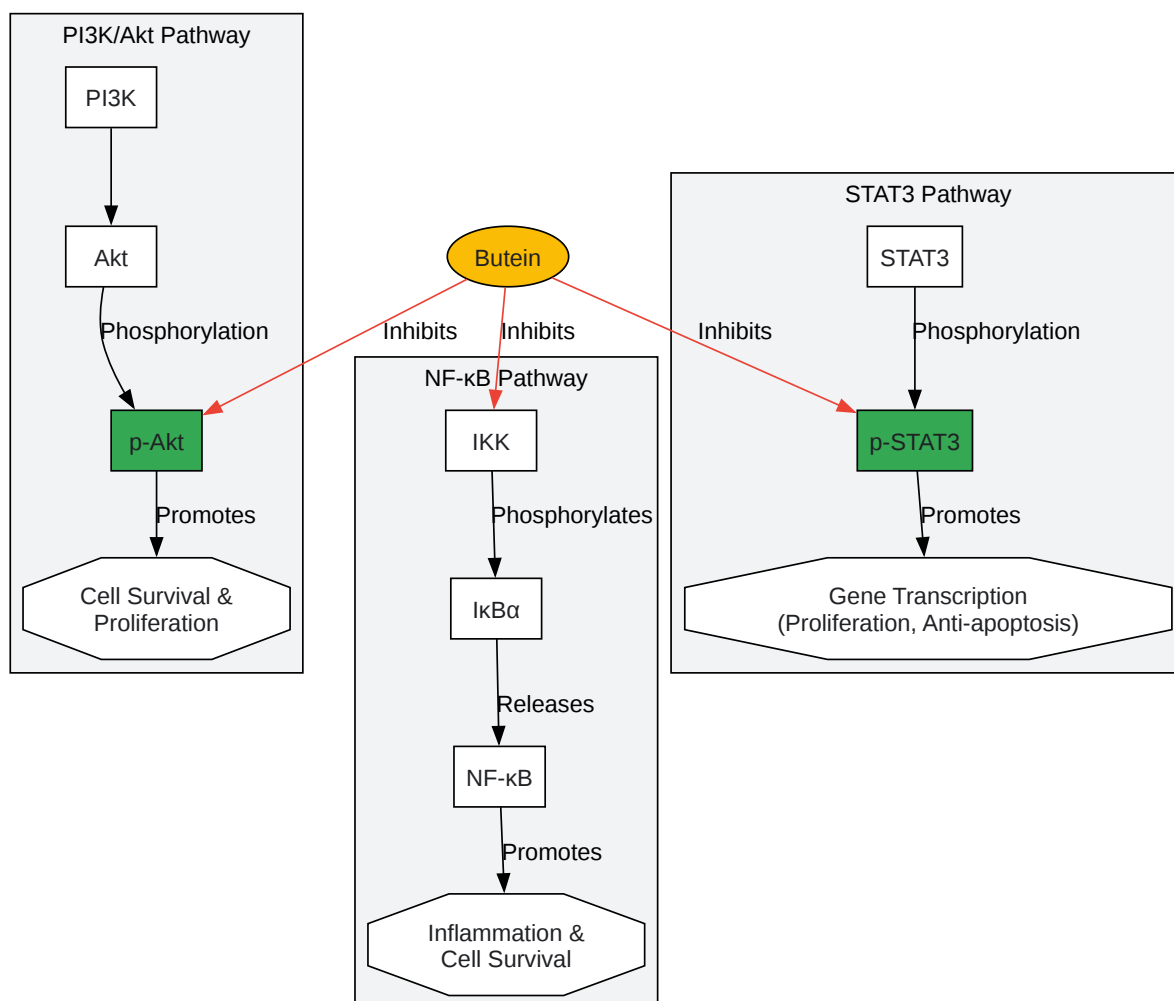 PI3K/Akt Pathway
PI3K
Akt
Phosphorylation
p-Akt
Promotes
Cell Survival &
Proliferation
Butein
Inhibits
Inhibits
Inhibits
NF-κB Pathway
IKK
Phosphorylates
IκBα
Releases
NF-κB
Promotes
Inflammation &
Cell Survival
STAT3 Pathway
STAT3
Phosphorylation
p-STAT3
Promotes
Gene Transcription
(Proliferation, Anti-apoptosis)